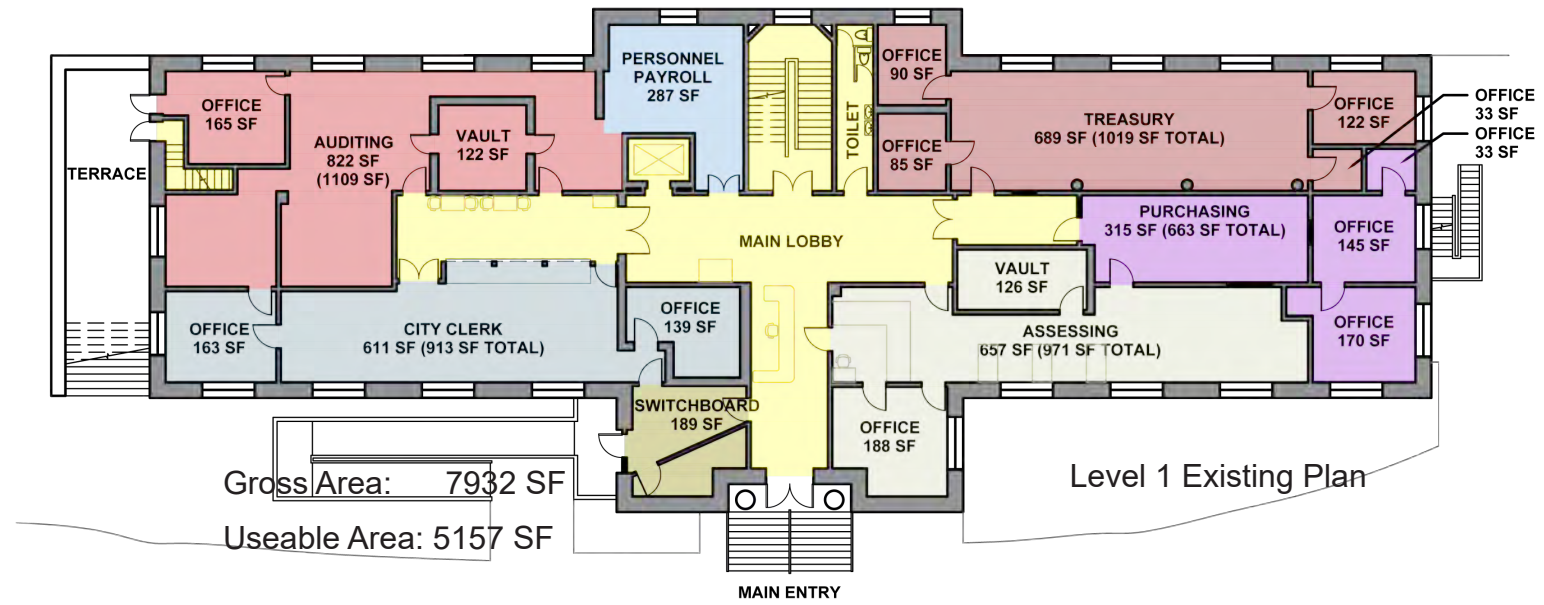 PERSONNEL
PAYROLL
287 SF
OFFICE
90 SF
OFFICE
165 SF
AUDITING
822 SF
(1109 SF)
VAULT
122 SF
TOILET
OFFICE
85 SF
TREASURY
689 SF (1019 SF TOTAL)
OFFICE
122 SF
OFFICE
33 SF
OFFICE
33 SF
TERRACE
MAIN LOBBY
PURCHASING
315 SF (663 SF TOTAL)
OFFICE
145 SF
VAULT
126 SF
OFFICE
163 SF
CITY CLERK
611 SF (913 SF TOTAL)
OFFICE
139 SF
ASSESSING
657 SF (971 SF TOTAL)
OFFICE
170 SF
SWITCHBOARD
189 SF
OFFICE
188 SF
Gross Area: 7932 SF
Useable Area: 5157 SF
Level 1 Existing Plan
MAIN ENTRY